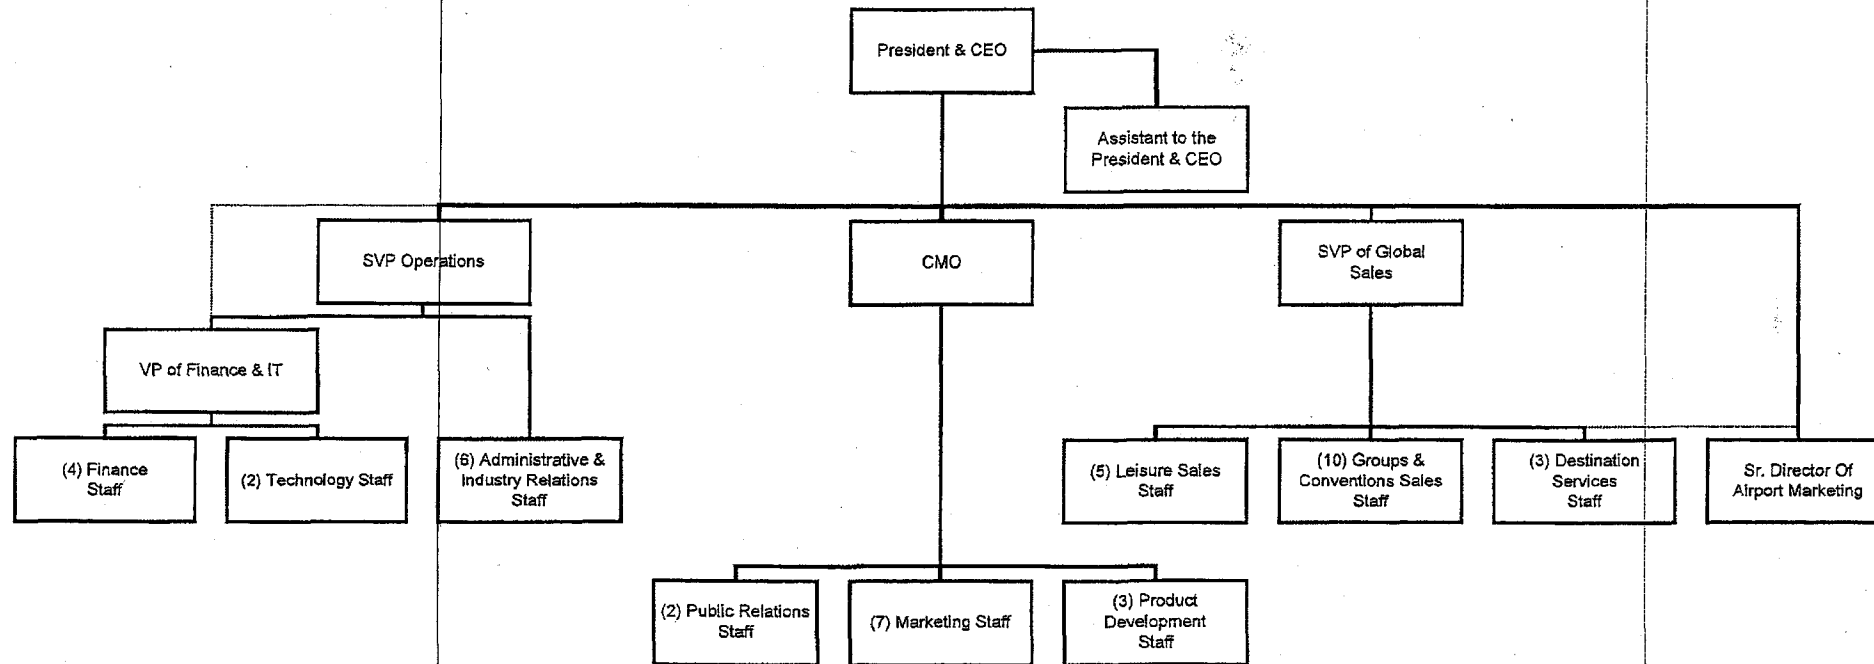 President & CEO
Assistant to the
President & CEO
SVP Operations
CMO
SVP of Global
Sales
VP of Finance & IT
(4) Finance
Staff
(2) Technology Staff
(6) Administrative &
Industry Relations
Staff
(5) Leisure Sales
Staff
(10) Groups &
Conventions Sales
Staff
(3) Destination
Services
Staff
Sr. Director Of
Airport Marketing
(2) Public Relations
Staff
(7) Marketing Staff
(3) Product
Development
Staff